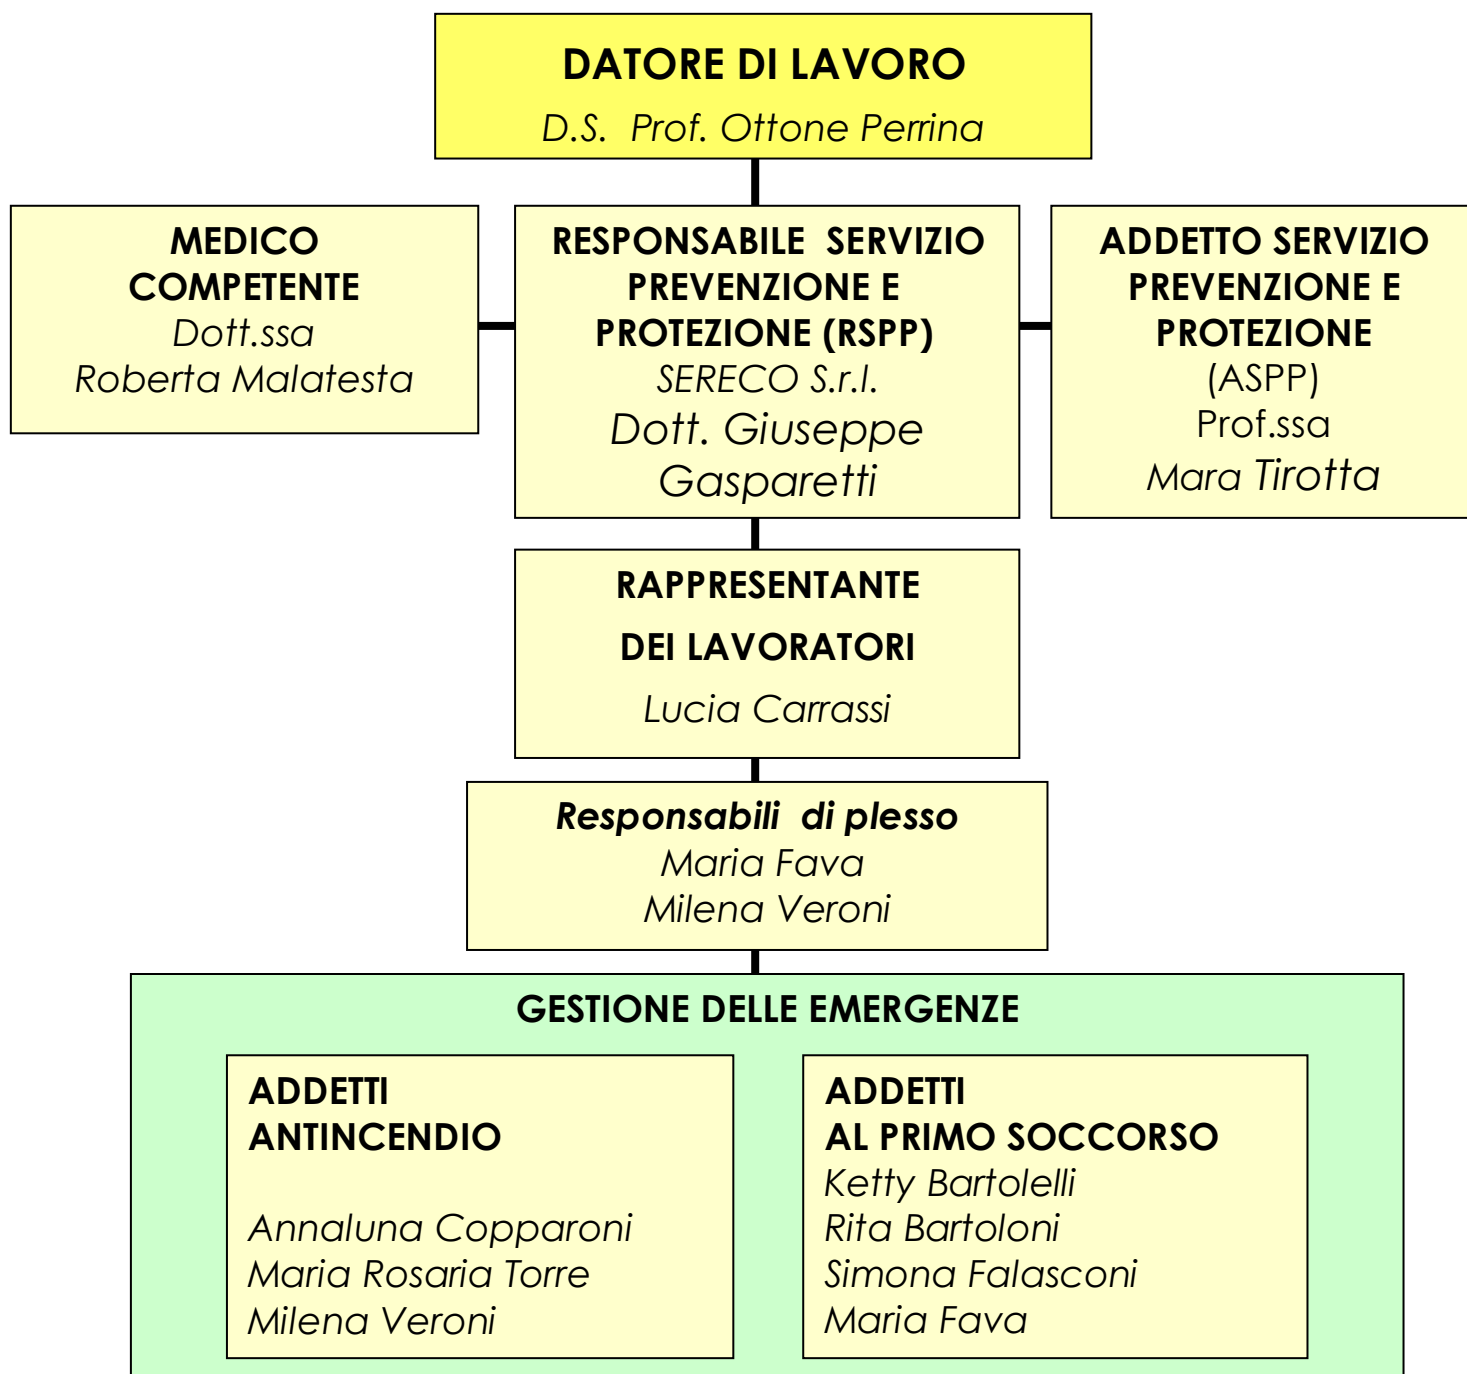 DATORE DI LAVORO
D.S. Prof. Ottone Perrina
MEDICO
COMPETENTE
Dott.ssa
Roberta Malatesta
RESPONSABILE SERVIZIO
PREVENZIONE E
PROTEZIONE (RSPP)
SERECO S.r.l.
Dott. Giuseppe
Gasparetti
ADDETTO SERVIZIO
PREVENZIONE E
PROTEZIONE
(ASPP)
Prof.ssa
Mara Tirotta
RAPPRESENTANTE
DEI LAVORATORI
Lucia Carrassi
Responsabili di plesso
Maria Fava
Milena Veroni
GESTIONE DELLE EMERGENZE
ADDETTI
ANTINCENDIO
Annaluna Copparoni
Maria Rosaria Torre
Milena Veroni
ADDETTI
AL PRIMO SOCCORSO
Ketty Bartolelli
Rita Bartoloni
Simona Falasconi
Maria Fava